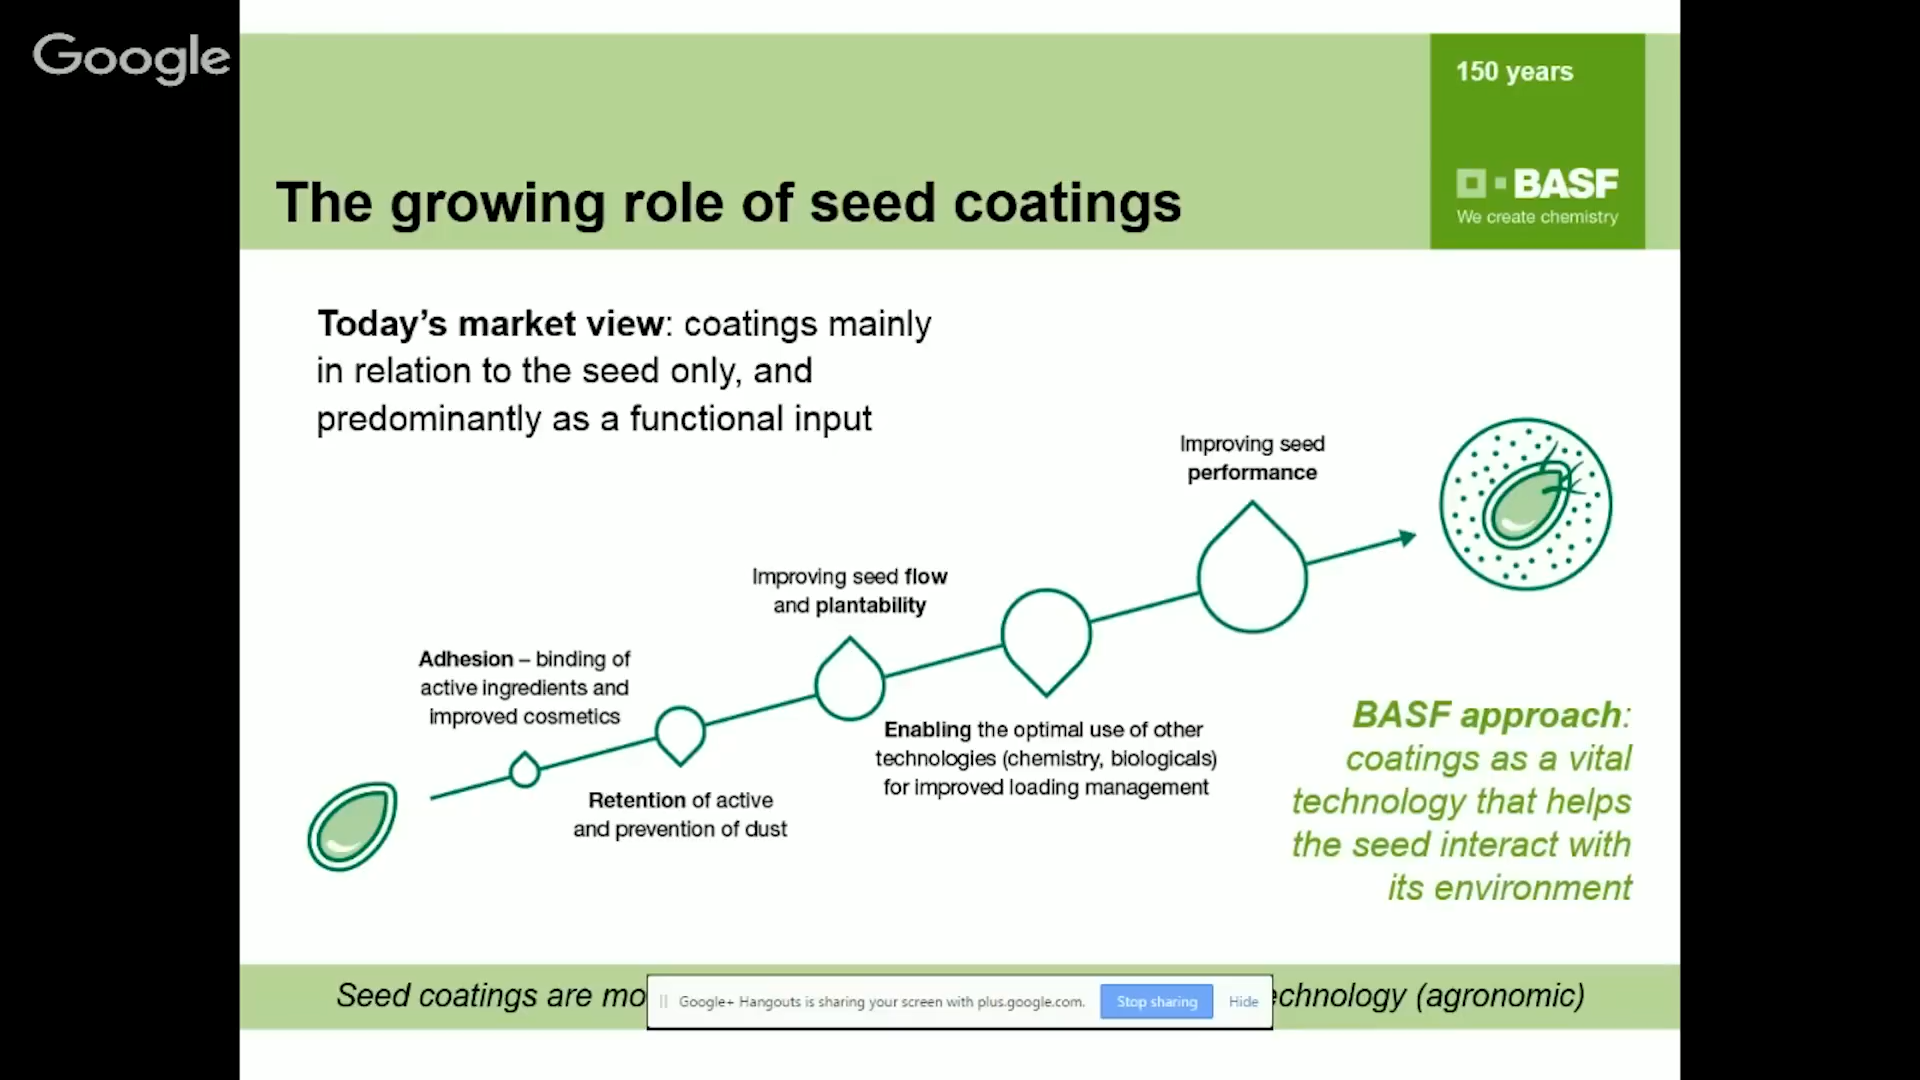 Google
150 years
BASF
We create chemistry
The growing role of seed coatings
Today’s market view: coatings mainly
in relation to the seed only, and
predominantly as a functional input
Improving seed
performance
Improving seed flow
and plantability
Adhesion – binding of
active ingredients and
improved cosmetics
Enabling the optimal use of other
technologies (chemistry, biologicals)
for improved loading management
Retention of active
and prevention of dust
BASF approach:
coatings as a vital
technology that helps
the seed interact with
its environment
Seed coatings are mo
Google+ Hangouts is sharing your screen with plus.google.com. Stop sharing Hide
echnology (agronomic)